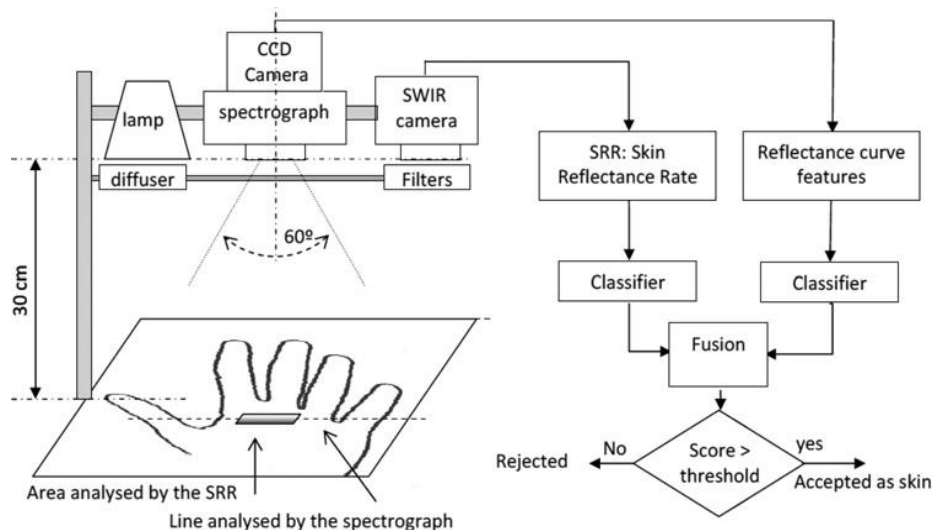 CCD
Camera
spectrograph
lamp
SWIR
camera
diffuser
Filters
60º
30 cm
Area analysed by the SRR
Line analysed by the spectrograph
SRR: Skin
Reflectance Rate
Reflectance curve
features
Classifier
Classifier
Fusion
Score >
threshold
No
yes
Rejected
Accepted as skin